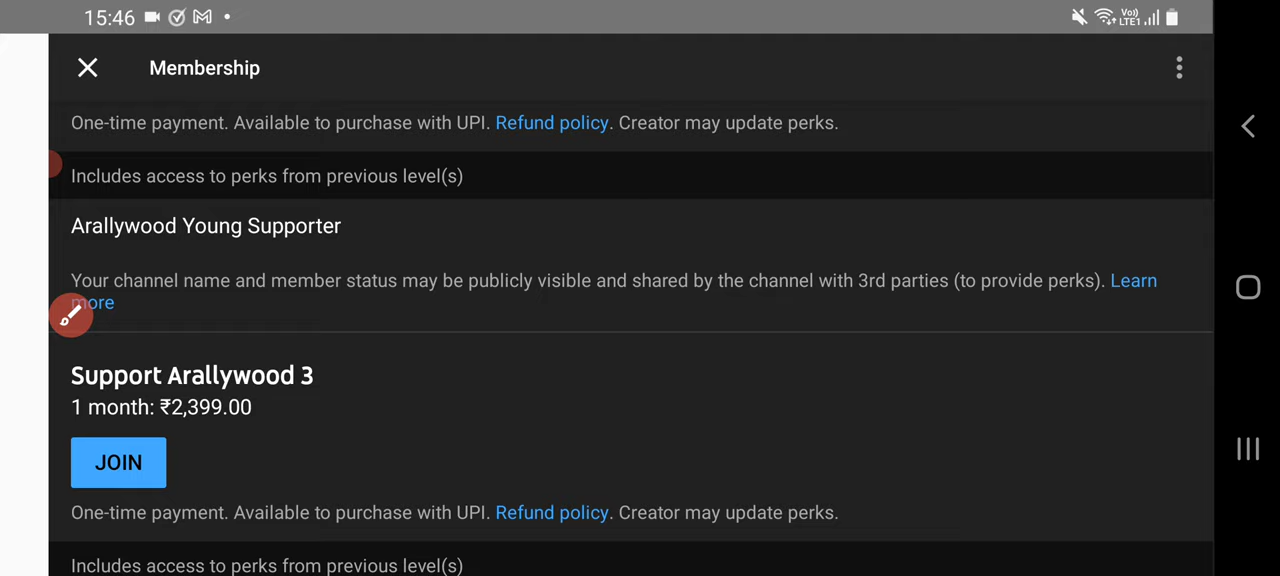 15:46
Vo))
LTE1
Membership
One-time payment. Available to purchase with UPI. Refund policy. Creator may update perks.
Includes access to perks from previous level(s)
Arallywood Young Supporter
Your channel name and member status may be publicly visible and shared by the channel with 3rd parties (to provide perks). Learn
more
Support Arallywood 3
1 month: ₹2,399.00
JOIN
One-time payment. Available to purchase with UPI. Refund policy. Creator may update perks.
Includes access to perks from previous level(s)